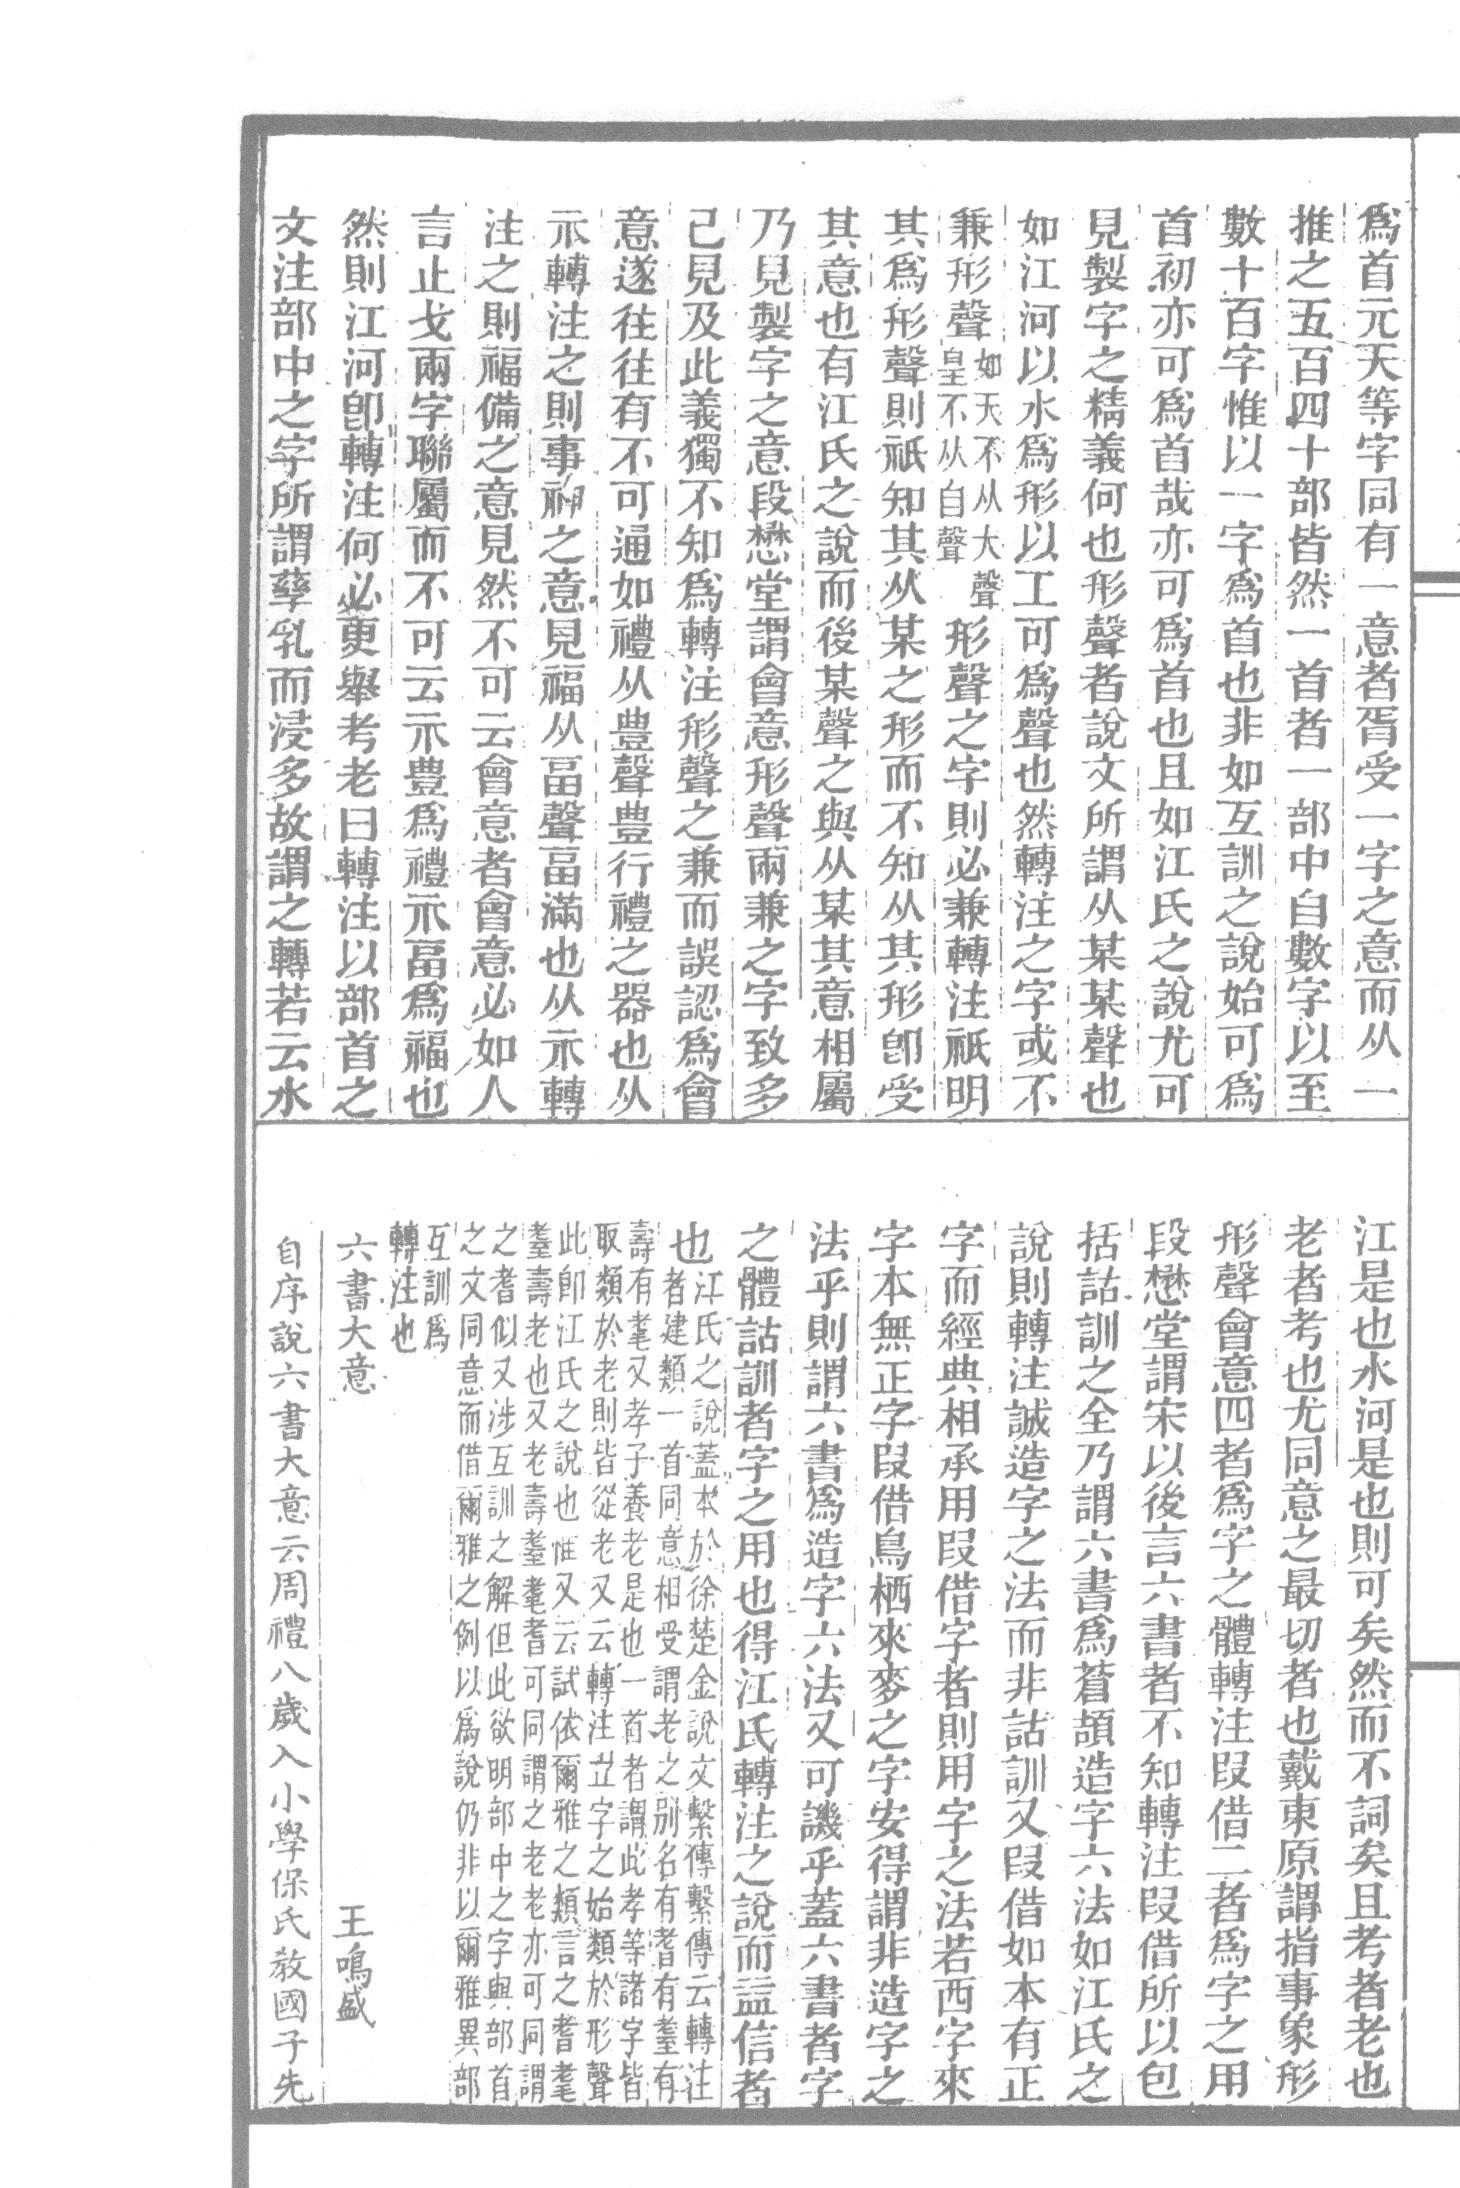 爲首元天等字同有一意者胥受一字之意而从一
推之五百四十部皆然一首者一部中自數字以至
數十百字惟以一字爲首也非如互訓之說始可爲
首初亦可爲首哉亦可爲首也且如江氏之說尤可
見製字之精義何也形聲者說文所謂从某某聲也
如江河以水爲形以工可爲聲也然轉注之字或不
兼形聲
如天不从大聲
皇不从自聲
形聲之字則必兼轉注祇明
其爲形聲則祇知其从某之形而不知从其形卽受
其意也有江氏之說而後某聲之與从某其意相屬
乃見製字之意段懋堂謂會意形聲兩兼之字致多
己見及此義獨不知爲轉注形聲之兼而誤認爲會
意遂往往有不可通如禮从豊聲豊行禮之器也从
示轉注之則事神之意見福从畐聲畐滿也从示轉
注之則福備之意見然不可云會意者會意必如人
言止戈兩字聯屬而不可云示豊爲禮示畐爲福也
然則江河卽轉注何必更舉考老曰轉注以部首之
文注部中之字所謂孳乳而浸多故謂之轉若云水
江是也水河是也則可矣然而不詞矣且考者老也
老者考也尤同意之最切者也戴東原謂指事象形
形聲會意四者爲字之體轉注叚借二者爲字之用
段懋堂謂宋以後言六書者不知轉注叚借所以包
括詁訓之全乃謂六書爲蒼頡造字六法如江氏之
說則轉注誠造字之法而非詁訓又叚借如本有正
字而經典相承用叚借字者則用字之法若西字來
字本無正字叚借鳥栖來麥之字安得謂非造字之
法乎則謂六書爲造字六法又可譏乎蓋六書者字
之體詁訓者字之用也得江氏轉注之說而益信者
也
江氏之說蓋本於徐楚金說文繫傳繫傳云轉注
者建類一首同意相受謂老之別名有耆有耋有
壽有耄又孝子養老是也一首者謂此孝等諸字皆
取類於老則皆從老又云轉注立字之始類於形聲
此卽江氏之說也惟又云試依爾雅之類言之耆耄
耋壽老也又老壽耋耄耆可同謂之老老亦可同謂
之耆似又涉互訓之解但此欲明部中之字與部首
之文同意而借爾雅之例以爲說仍非以爾雅異部
互訓爲
轉注也
六書大意
王鳴盛
自序說六書大意云周禮八歲入小學保氏教國子先